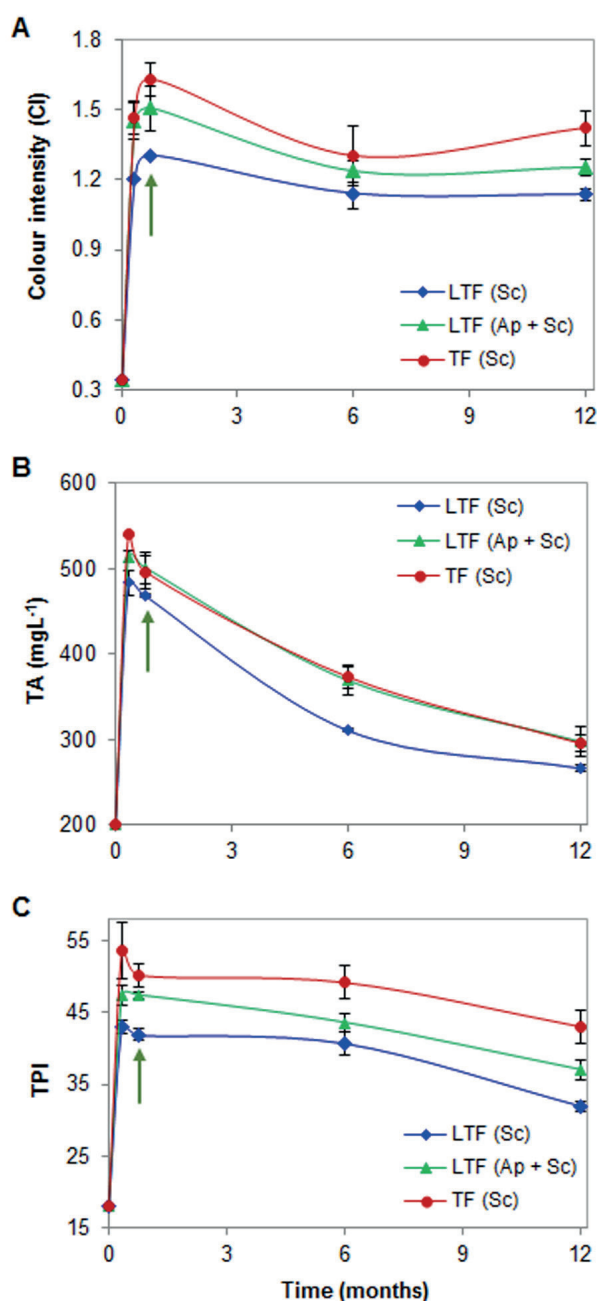 A
Colour intensity (CI)
1.8
1.5
1.2
0.9
0.6
0.3
LTF (Sc)
LTF (Ap + Sc)
TF (Sc)
0 3 6 9 12
B
TA (mgL-1)
600
500
400
300
200
LTF (Sc)
LTF (Ap + Sc)
TF (Sc)
0 3 6 9 12
C
TPI
55
45
35
25
15
LTF (Sc)
LTF (Ap + Sc)
TF (Sc)
0 3 6 9 12
Time (months)